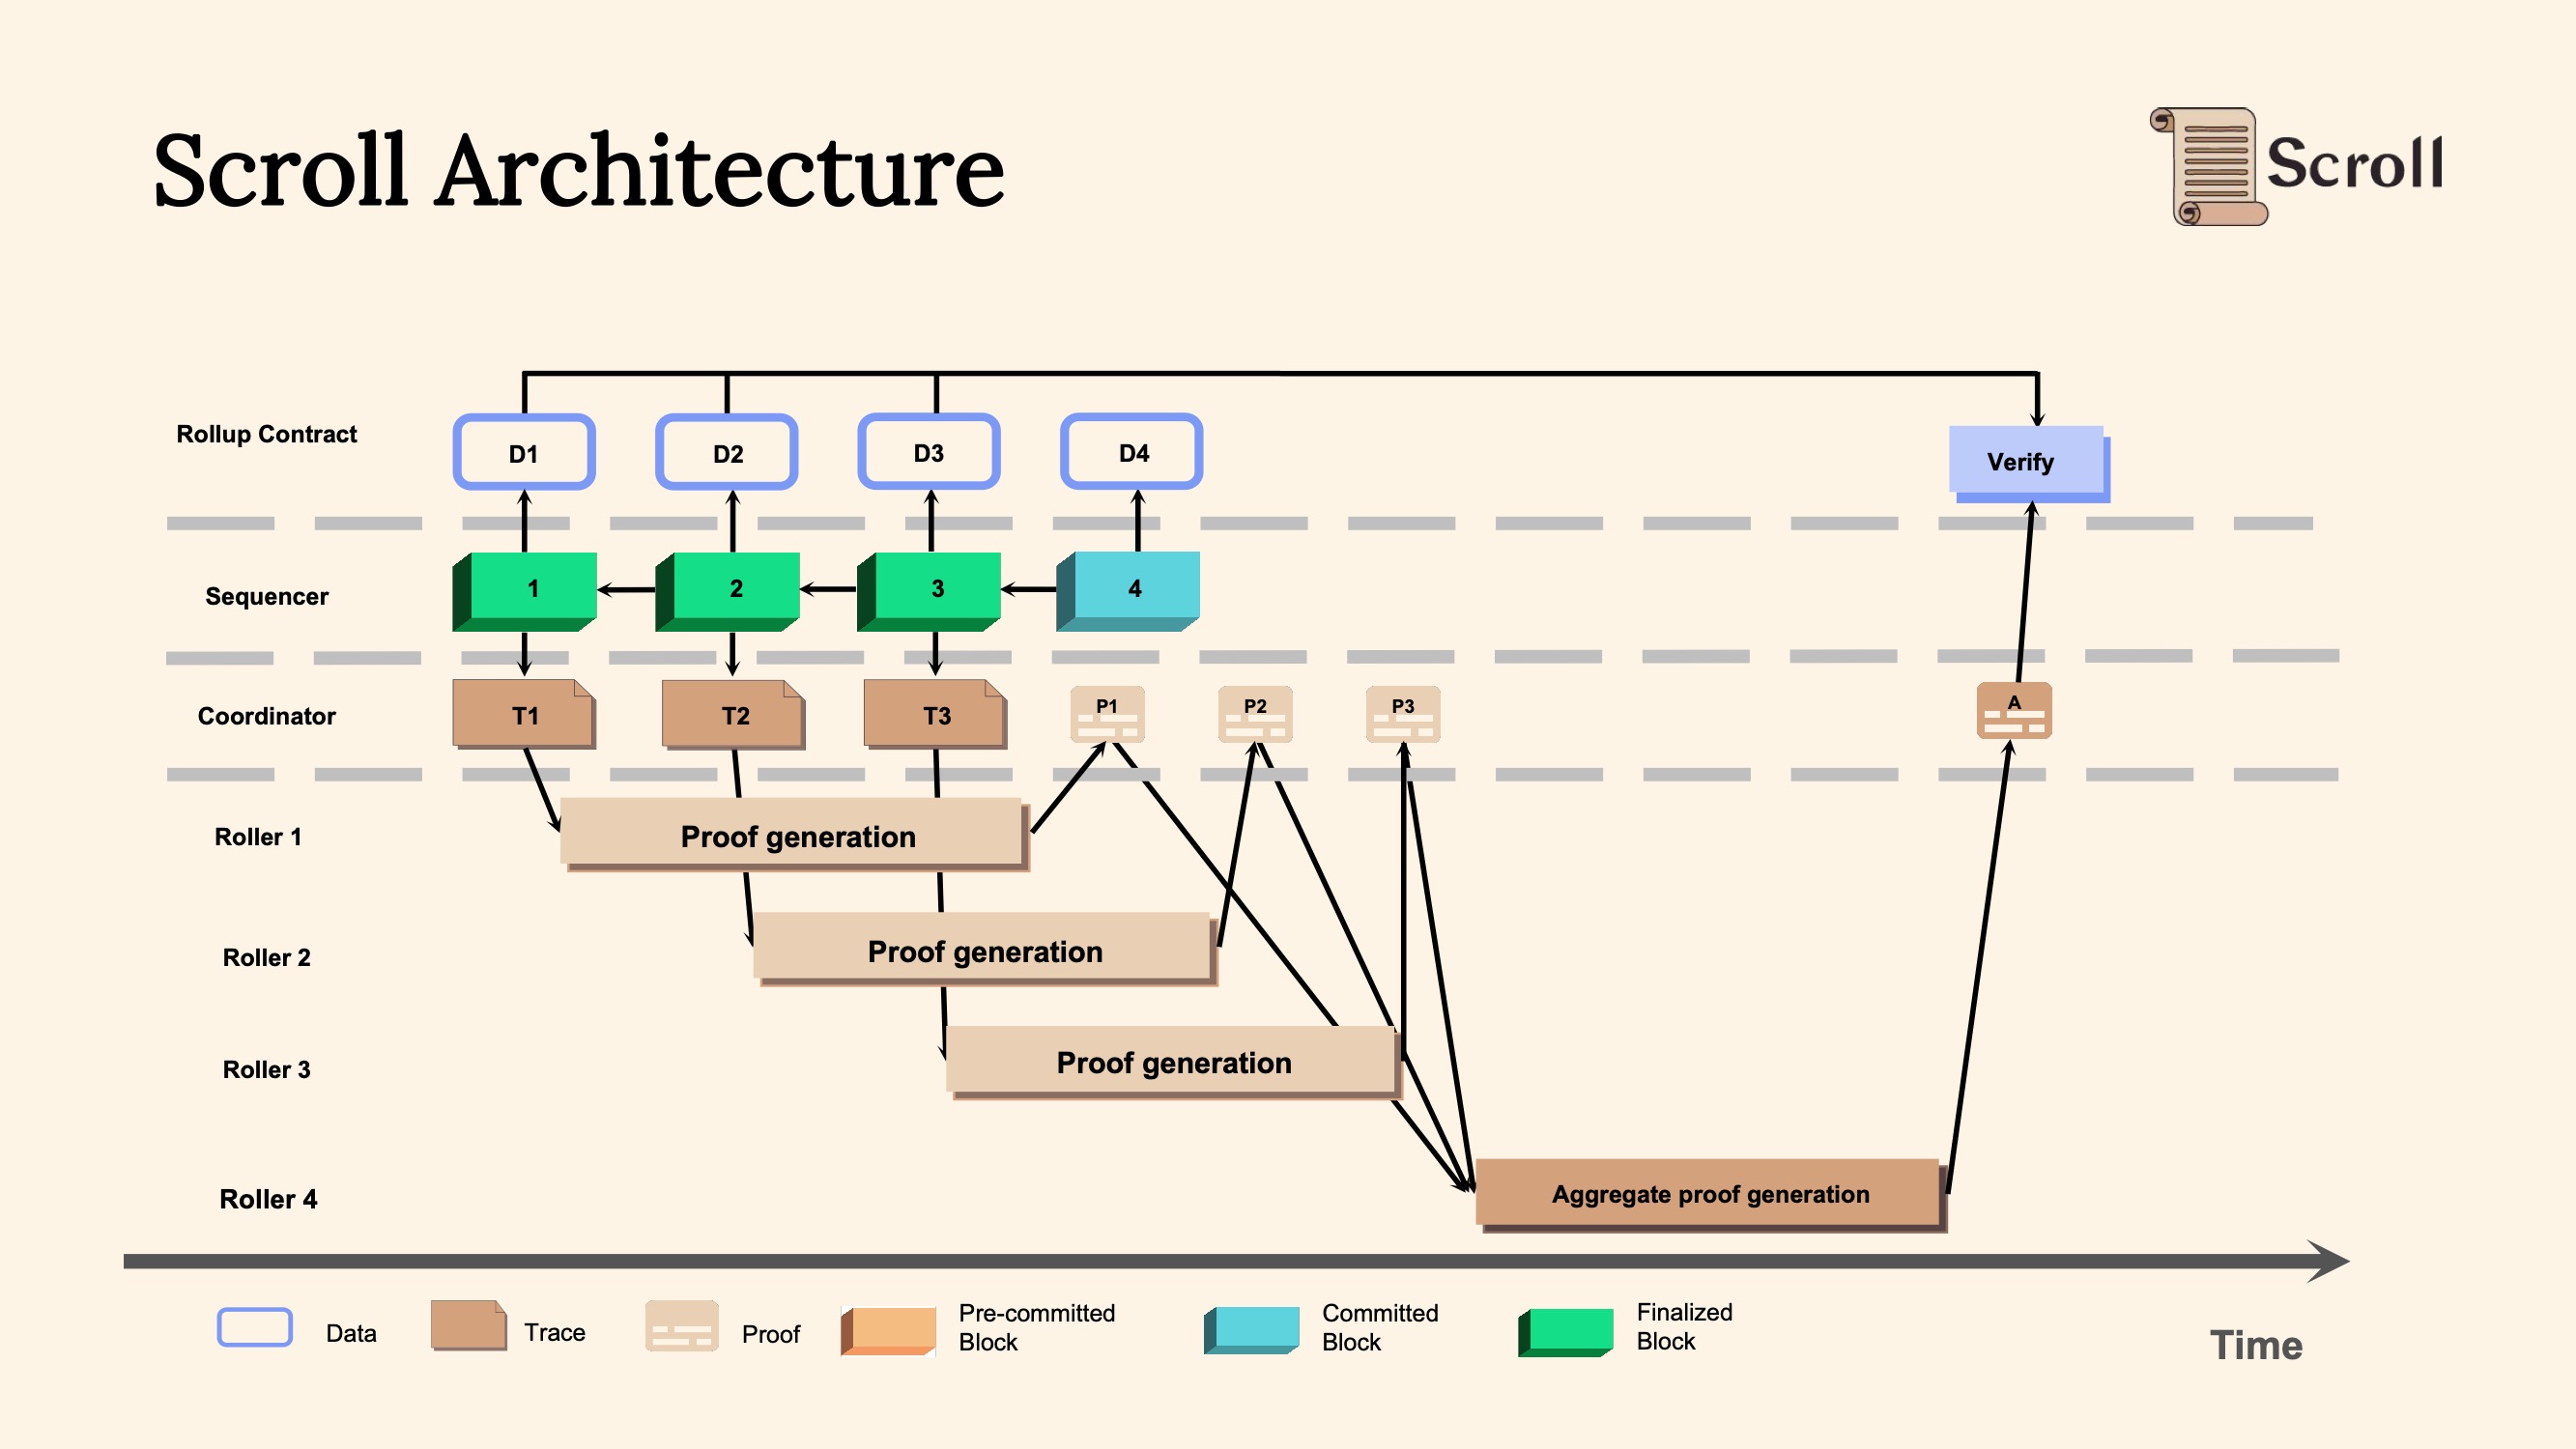 Scroll Architecture
Scroll
Rollup Contract
D1
D2
D3
D4
Verify
Sequencer
1
2
3
4
Coordinator
T1
T2
T3
P1
P2
P3
A
Roller 1
Proof generation
Roller 2
Proof generation
Roller 3
Proof generation
Roller 4
Aggregate proof generation
Data
Trace
Proof
Pre-committed
Block
Committed
Block
Finalized
Block
Time